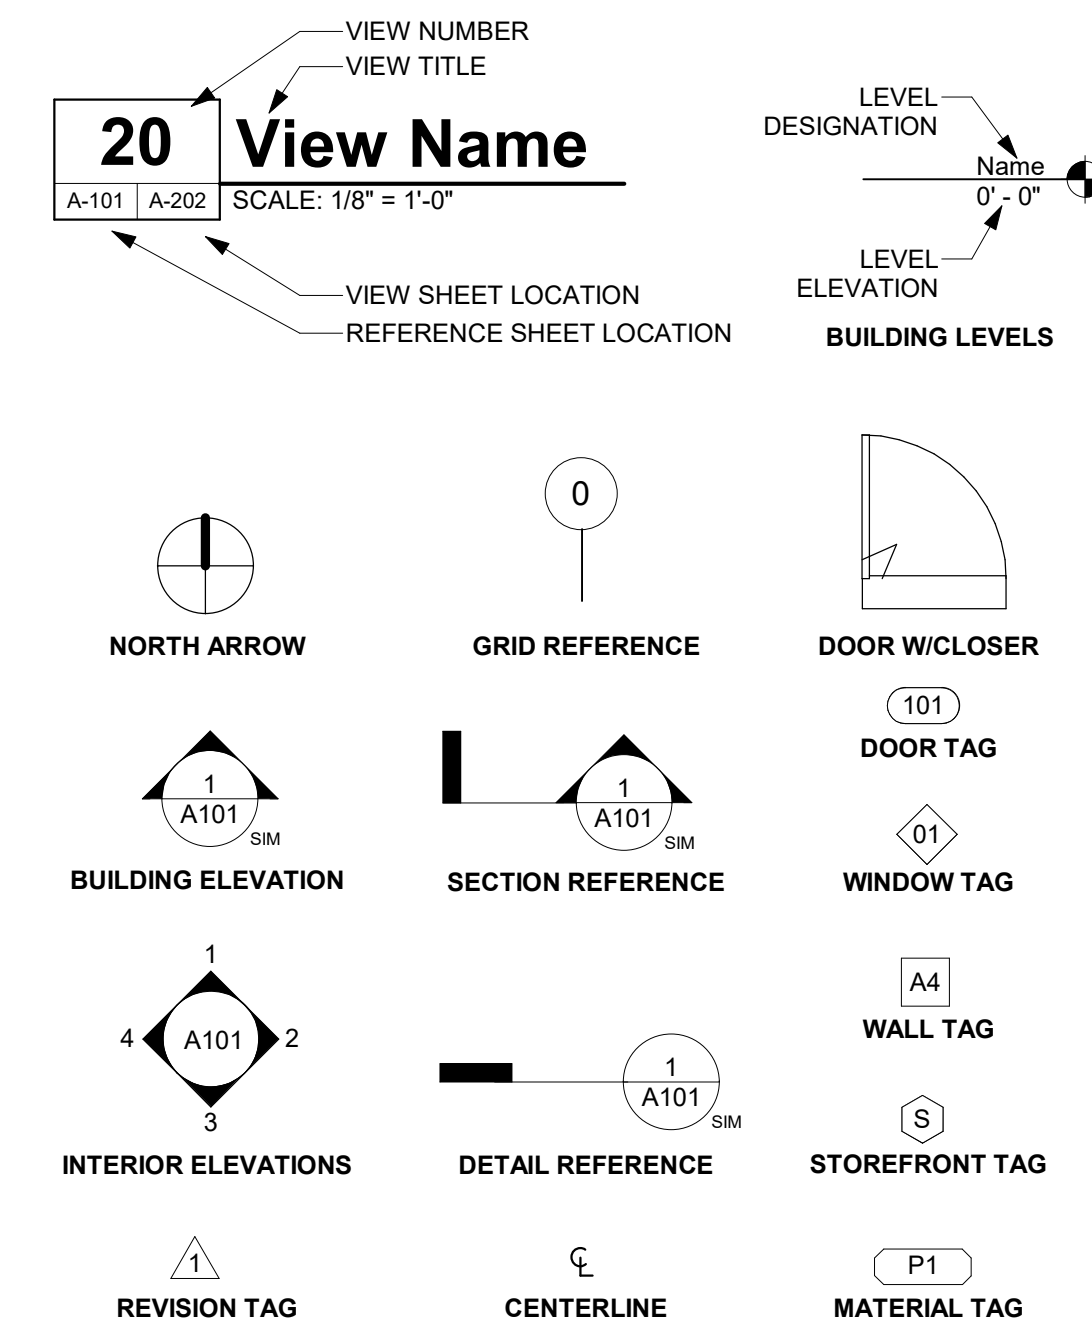 VIEW NUMBER
VIEW TITLE
20
View Name
A-101
A-202
SCALE: 1/8" = 1'-0"
VIEW SHEET LOCATION
REFERENCE SHEET LOCATION
LEVEL
DESIGNATION
Name
0' - 0"
LEVEL
ELEVATION
BUILDING LEVELS
NORTH ARROW
0
GRID REFERENCE
DOOR W/CLOSER
101
DOOR TAG
1
A101
SIM
BUILDING ELEVATION
1
A101
SIM
SECTION REFERENCE
01
WINDOW TAG
1
4
A101
2
3
INTERIOR ELEVATIONS
1
A101
SIM
DETAIL REFERENCE
A4
WALL TAG
S
STOREFRONT TAG
1
REVISION TAG
℄
CENTERLINE
P1
MATERIAL TAG